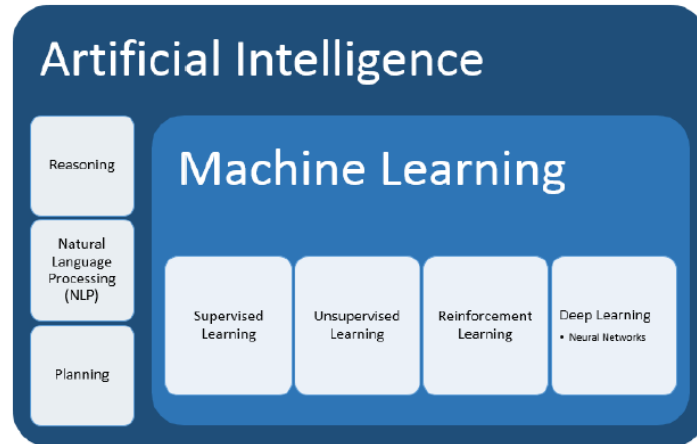 Artificial Intelligence
Reasoning
Natural
Language
Processing
(NLP)
Planning
Machine Learning
Supervised
Learning
Unsupervised
Learning
Reinforcement
Learning
Deep Learning
• Neural Networks